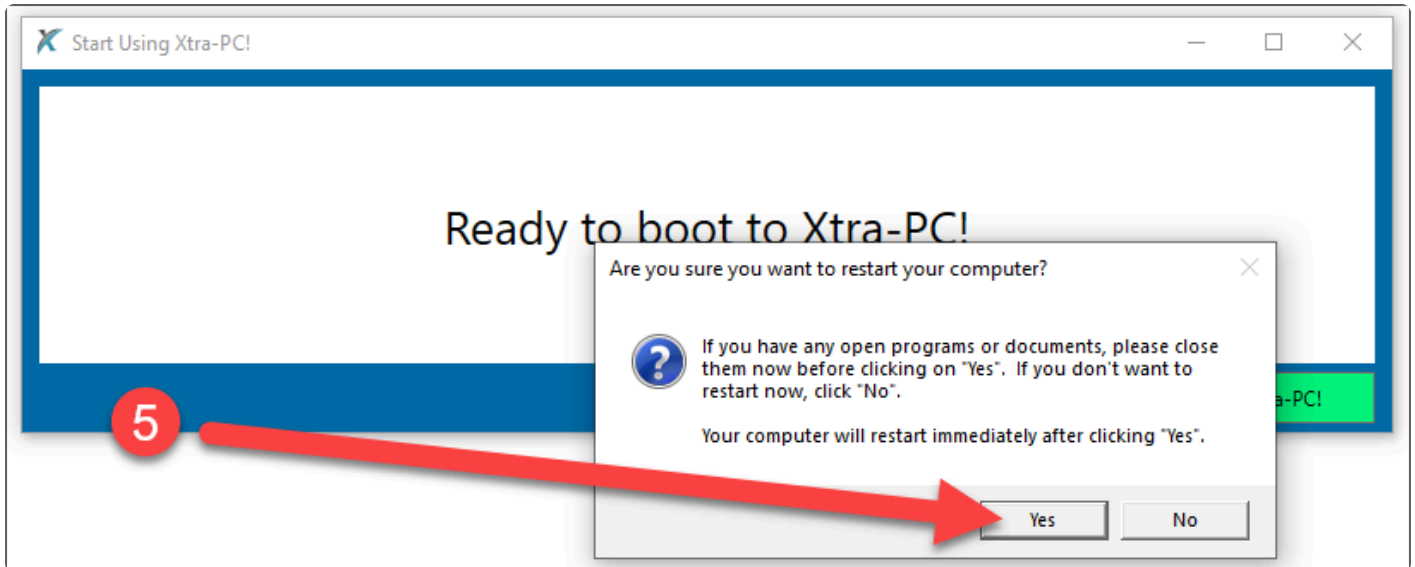 Start Using Xtra-PC!
Ready to boot to Xtra-PC!
Are you sure you want to restart your computer?
If you have any open programs or documents, please close
them now before clicking on "Yes".  If you don't want to
restart now, click "No".
Your computer will restart immediately after clicking "Yes".
a-PC!
5
Yes
No